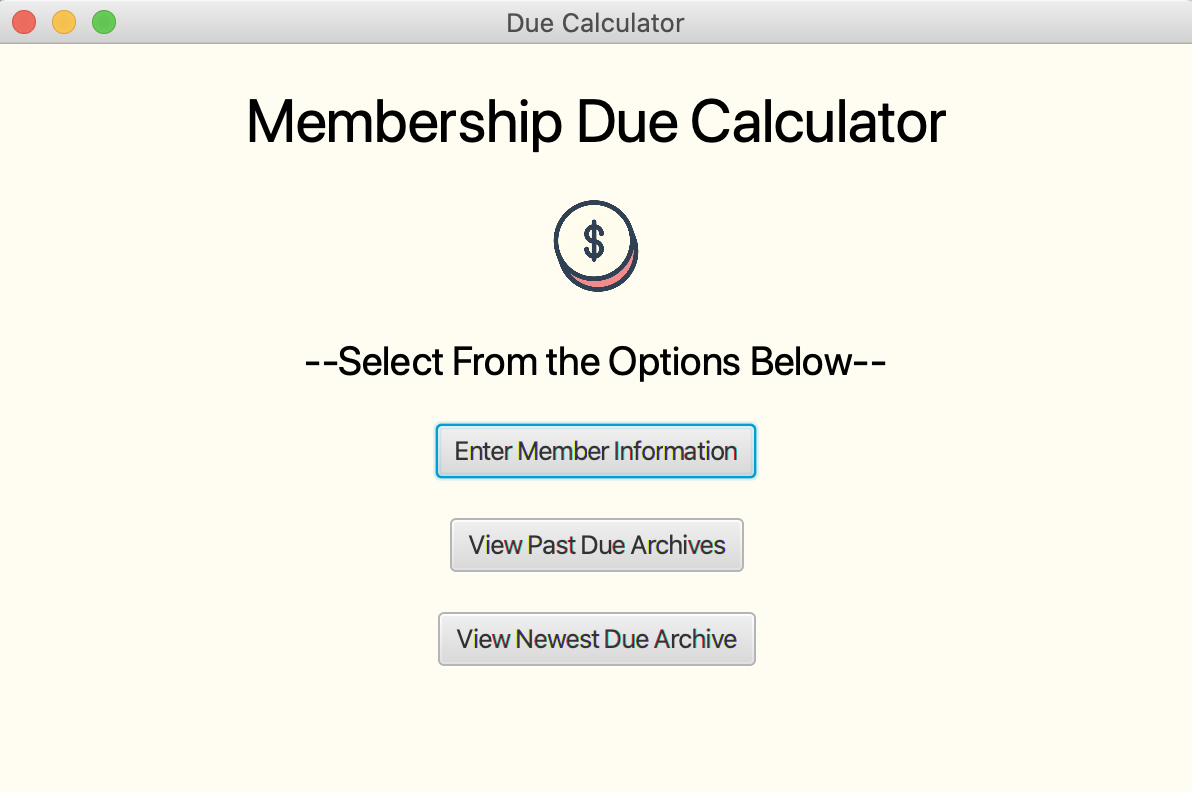 Due Calculator
Membership Due Calculator
$
--Select From the Options Below--
Enter Member Information
View Past Due Archives
View Newest Due Archive